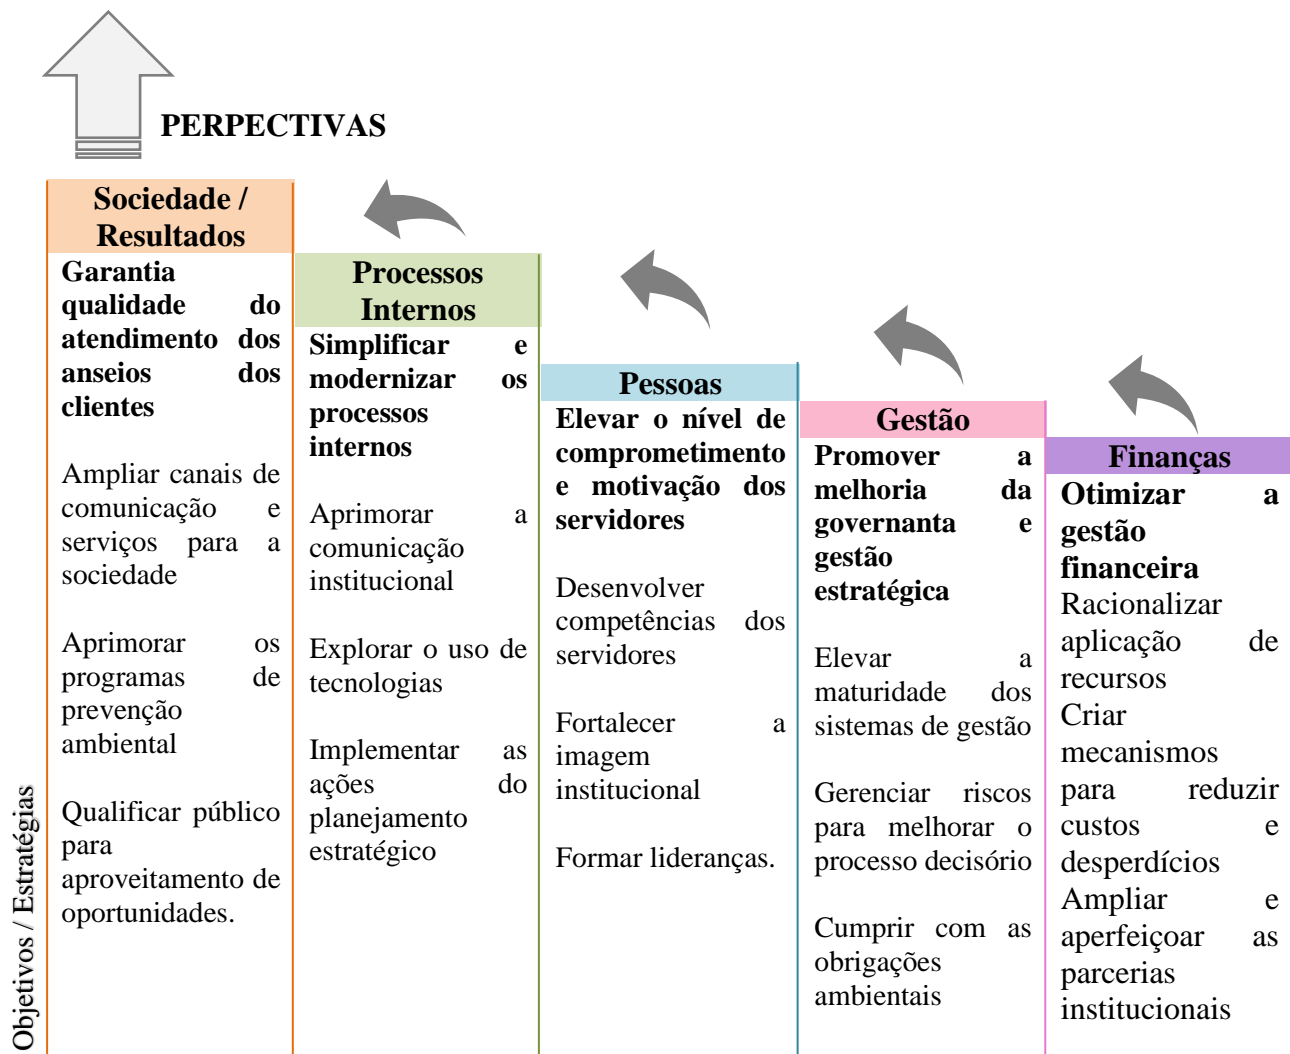 PERPECTIVAS
Sociedade /
Resultados
Garantia
qualidade do
atendimento dos
anseios dos
clientes
Ampliar canais de
comunicação e
serviços para a
sociedade
Aprimorar os
programas de
prevenção
ambiental
Qualificar público
para
aproveitamento de
oportunidades.
Processos
Internos
Simplificar e
modernizar os
processos
internos
Aprimorar a
comunicação
institucional
Explorar o uso de
tecnologias
Implementar as
ações do
planejamento
estratégico
Pessoas
Elevar o nível de
comprometimento
e motivação dos
servidores
Desenvolver
competências dos
servidores
Fortalecer a
imagem
institucional
Formar lideranças.
Gestão
Promover a
melhoria da
governanta e
gestão
estratégica
Elevar a
maturidade dos
sistemas de gestão
Gerenciar riscos
para melhorar o
processo decisório
Cumprir com as
obrigações
ambientais
Finanças
Otimizar a
gestão
financeira
Racionalizar
aplicação de
recursos
Criar
mecanismos
para reduzir
custos e
desperdícios
Ampliar e
aperfeiçoar as
parcerias
institucionais
Objetivos / Estratégias